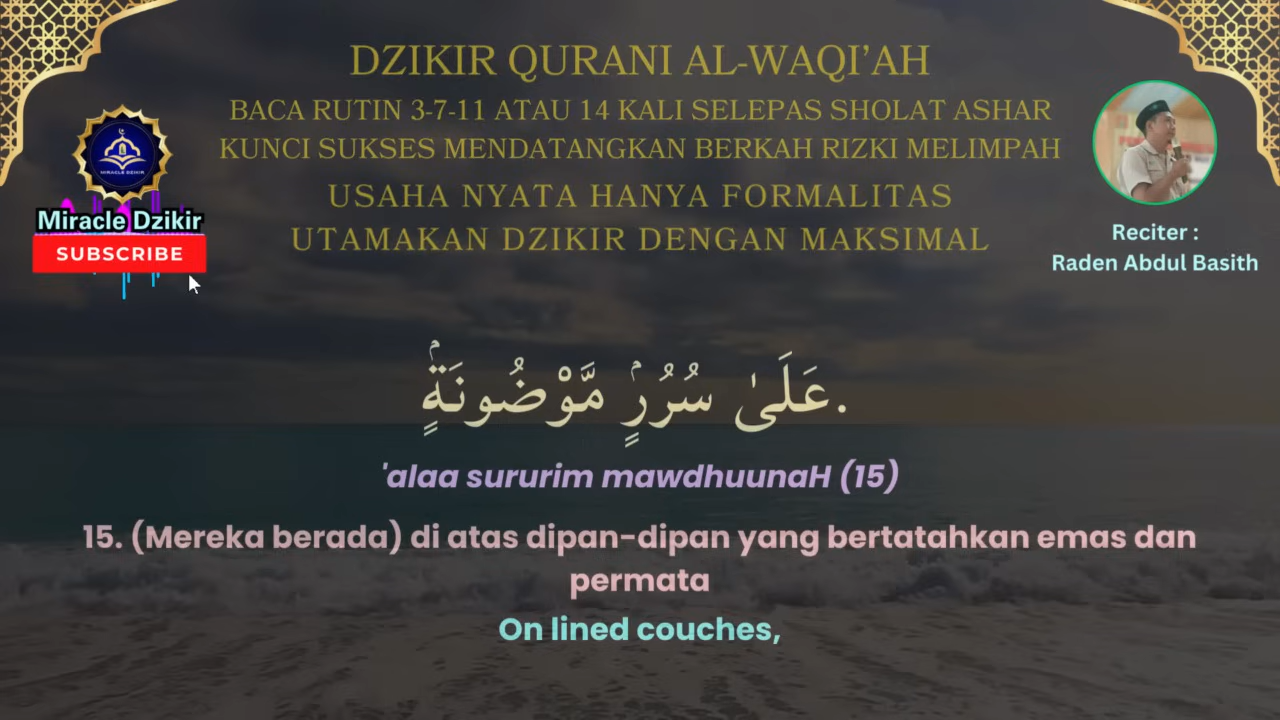 DZIKIR QURANI AL-WAQI'AH
BACA RUTIN 3-7-11 ATAU 14 KALI SELEPAS SHOLAT ASHAR
KUNCI SUKSES MENDATANGKAN BERKAH RIZKI MELIMPAH
USAHA NYATA HANYA FORMALITAS
UTAMAKAN DZIKIR DENGAN MAKSIMAL
MIRACLE DZIKIR
Miracle Dzikir
SUBSCRIBE
Reciter :
Raden Abdul Basith
عَلَىٰ سُرُرٍۢ مَّوْضُونَةٍۢ.
'alaa sururim mawdhuunaH (15)
15. (Mereka berada) di atas dipan-dipan yang bertatahkan emas dan
permata
On lined couches,